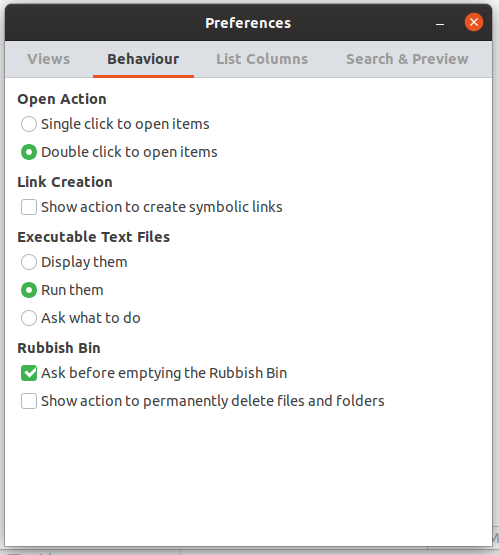 Preferences
Views Behaviour List Columns Search & Preview
Open Action
Single click to open items
Double click to open items
Link Creation
Show action to create symbolic links
Executable Text Files
Display them
Run them
Ask what to do
Rubbish Bin
Ask before emptying the Rubbish Bin
Show action to permanently delete files and folders